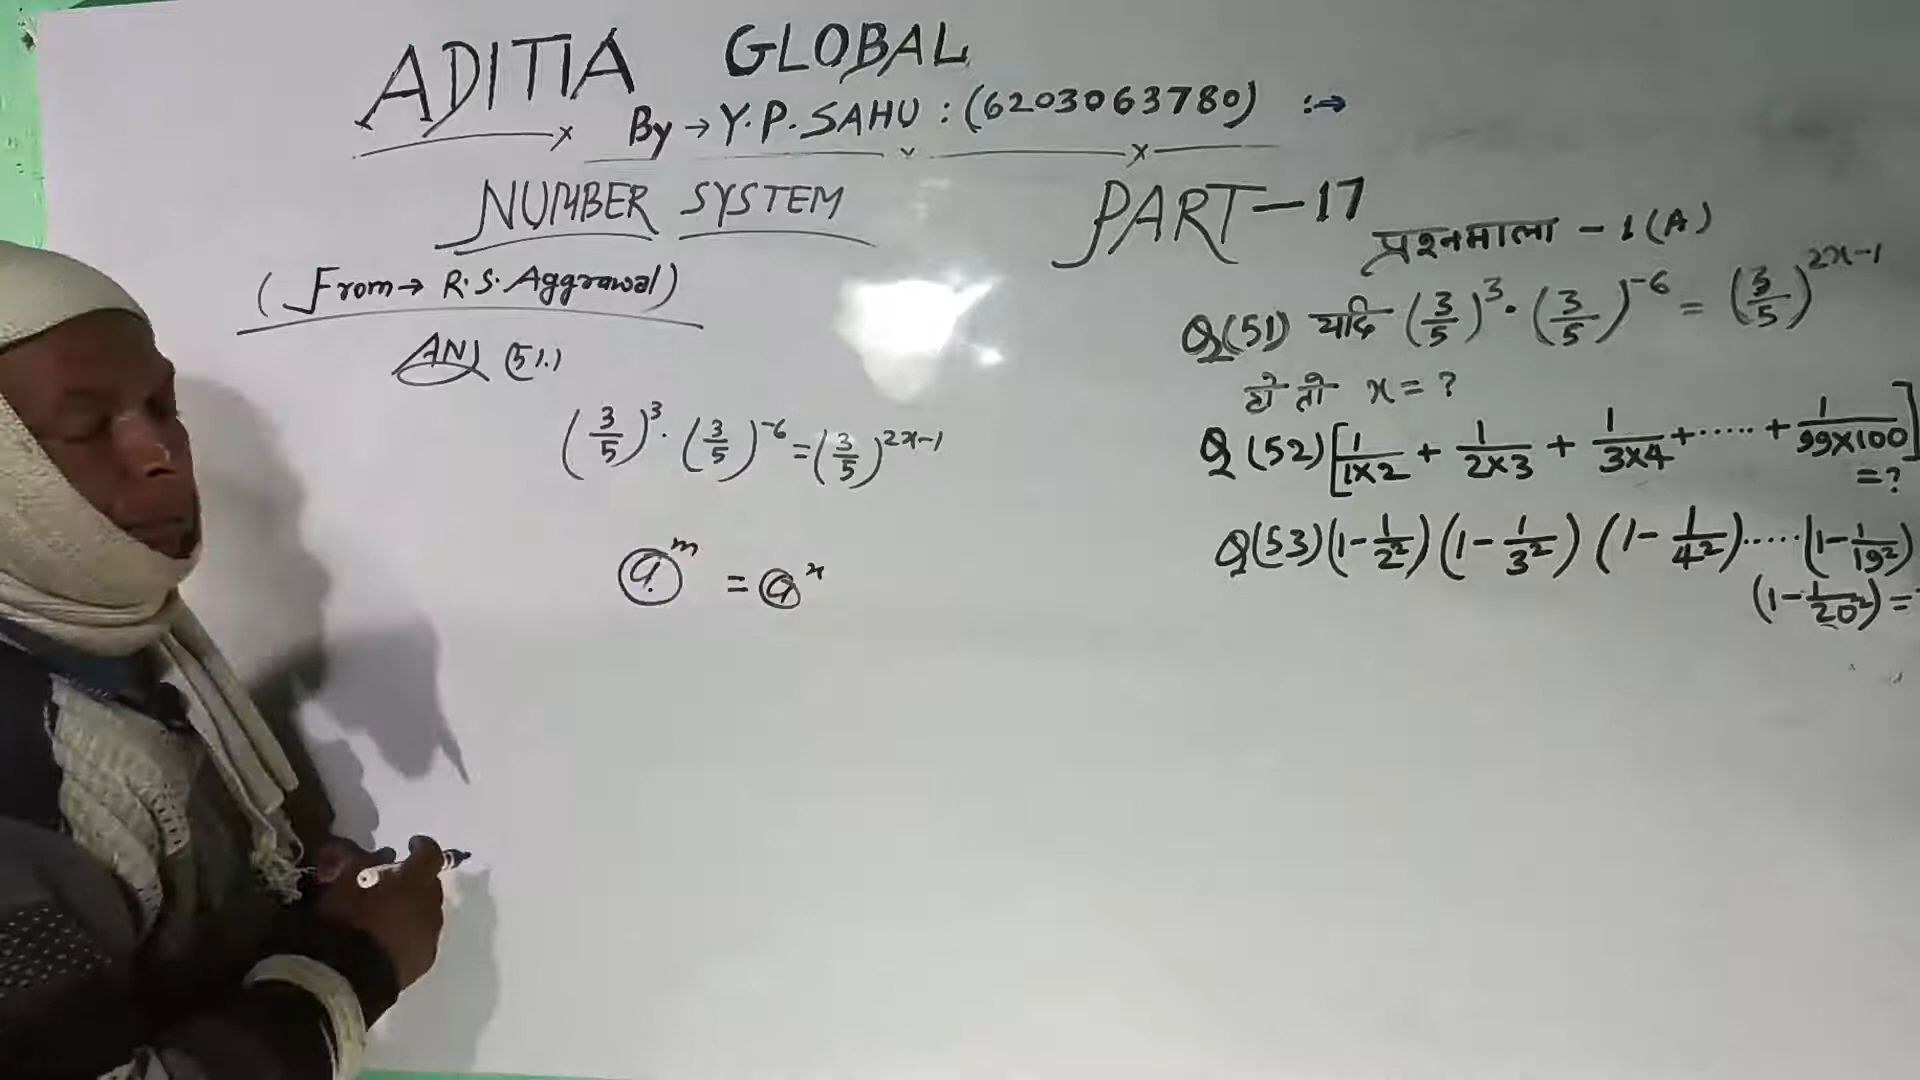 ADITIA GLOBAL
By → Y.P. SAHU : (6203063780) :⇒
NUMBER SYSTEM PART-17
(From → R.S. Aggrawal)
प्रश्नमाला - 1(A)
Q(51) यदि (3/5)^3 · (3/5)^-6 = (3/5)^2x-1
हो तो x = ?
Q(52) [1/1×2 + 1/2×3 + 1/3×4 + ..... + 1/99×100]
= ?
Q(53) (1-1/2²) (1-1/3²) (1-1/4²) ..... (1-1/19²)
(1-1/20²) =
ANS (51.)
(3/5)^3 · (3/5)^-6 = (3/5)^2x-1
a^m = a^n